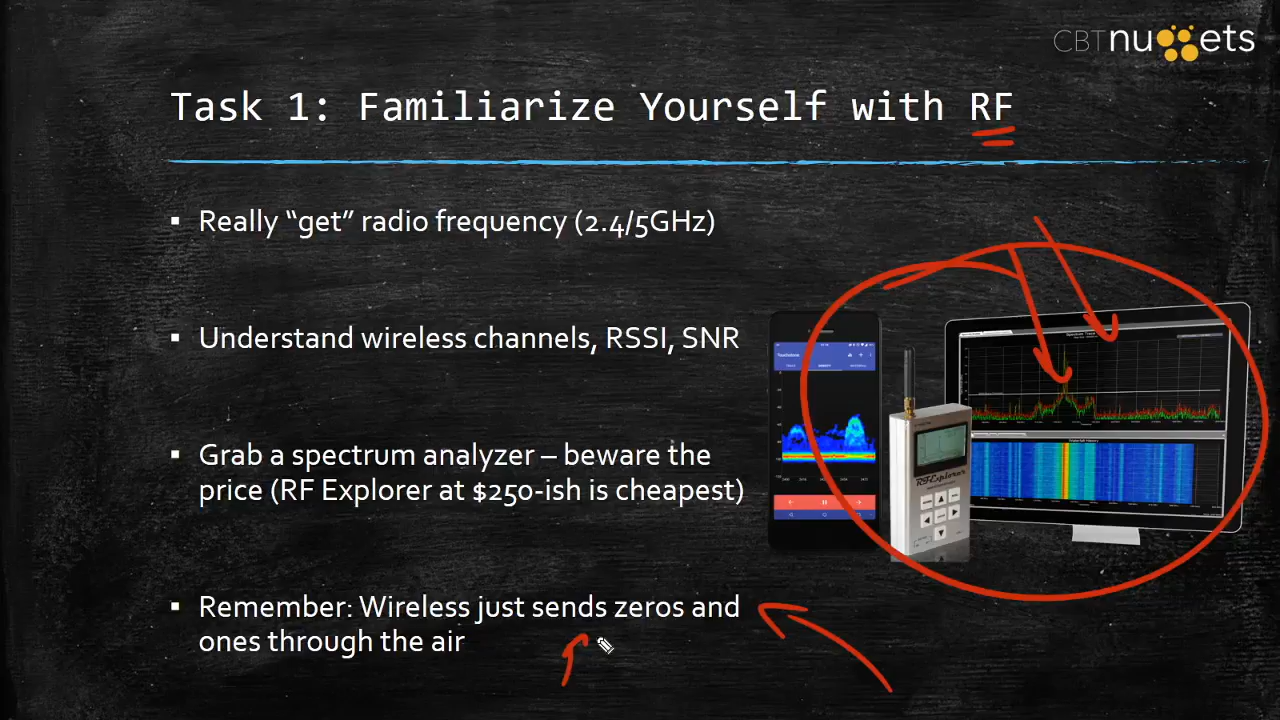 CBTnuggets
Task 1: Familiarize Yourself with RF
▪ Really “get” radio frequency (2.4/5GHz)
▪ Understand wireless channels, RSSI, SNR
▪ Grab a spectrum analyzer – beware the
price (RF Explorer at $250-ish is cheapest)
▪ Remember: Wireless just sends zeros and
ones through the air
RF Explorer